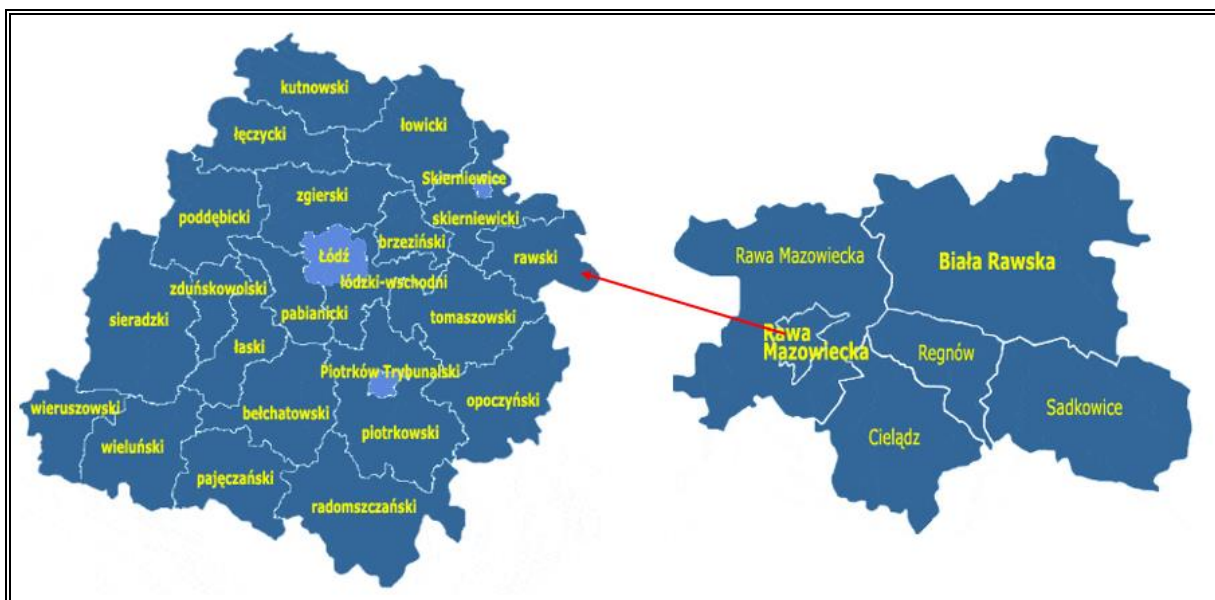 kutnowski
łowicki
łęczycki
Skierniewice
zgierski
poddębicki
skierniewicki
brzeziński
Łódź
rawski
łódzki-wschodni
zduńskowolski
pabianicki
tomaszowski
sieradzki
łaski
Piotrków Trybunalski
opoczyński
wieruszowski
bełchatowski
piotrkowski
wieluński
pajęczański
radomszczański
Rawa Mazowiecka
Biała Rawska
Rawa
Mazowiecka
Regnów
Sadkowice
Cielądz